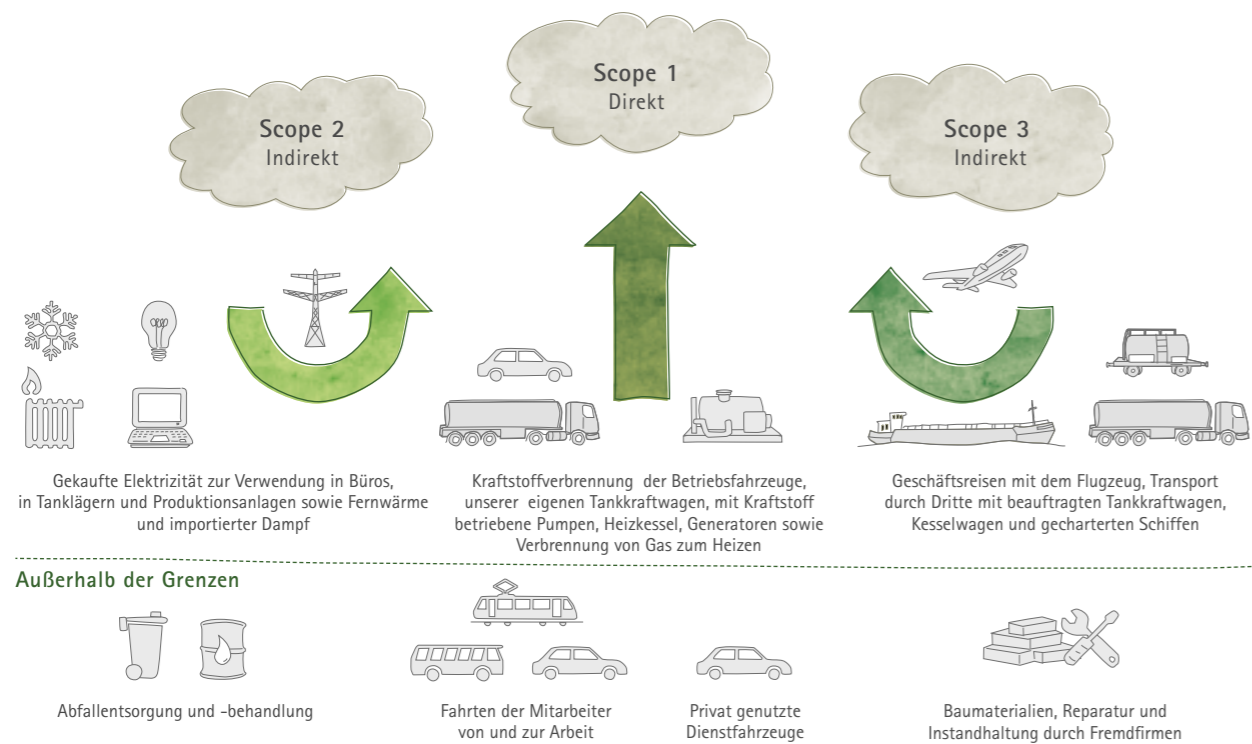 Scope 1
Direkt
Scope 2
Indirekt
Scope 3
Indirekt
Gekaufte Elektrizität zur Verwendung in Büros,
in Tanklägern und Produktionsanlagen sowie Fernwärme
und importierter Dampf
Kraftstoffverbrennung der Betriebsfahrzeuge,
unserer eigenen Tankkraftwagen, mit Kraftstoff
betriebene Pumpen, Heizkessel, Generatoren sowie
Verbrennung von Gas zum Heizen
Geschäftsreisen mit dem Flugzeug, Transport
durch Dritte mit beauftragten Tankkraftwagen,
Kesselwagen und gecharterten Schiffen
Außerhalb der Grenzen
Abfallentsorgung und -behandlung
Fahrten der Mitarbeiter
von und zur Arbeit
Privat genutzte
Dienstfahrzeuge
Baumaterialien, Reparatur und
Instandhaltung durch Fremdfirmen